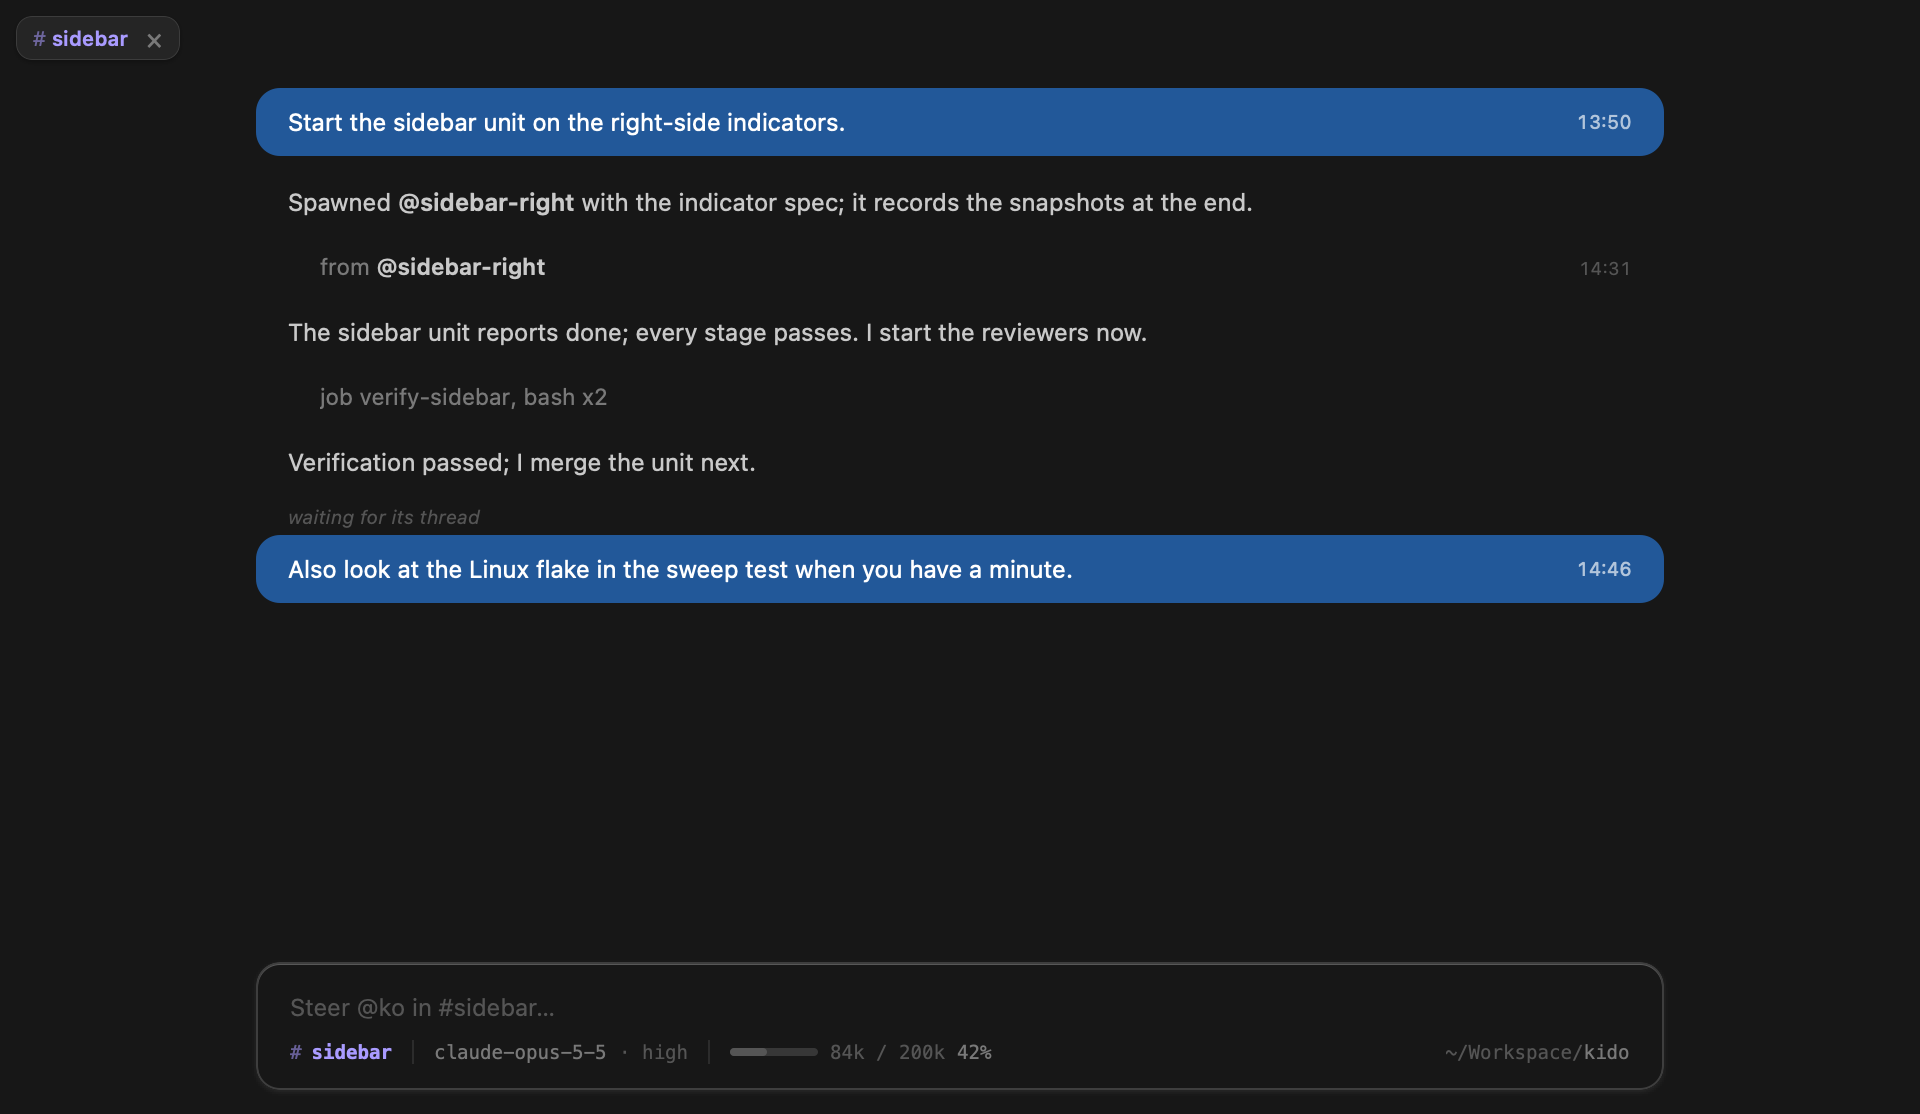 # sidebar ×
Start the sidebar unit on the right-side indicators. 13:50
Spawned @sidebar-right with the indicator spec; it records the snapshots at the end.
from @sidebar-right 14:31
The sidebar unit reports done; every stage passes. I start the reviewers now.
job verify-sidebar, bash x2
Verification passed; I merge the unit next.
waiting for its thread
Also look at the Linux flake in the sweep test when you have a minute. 14:46
Steer @ko in #sidebar...
# sidebar | claude-opus-5-5 · high | 84k / 200k 42% ~/Workspace/kido